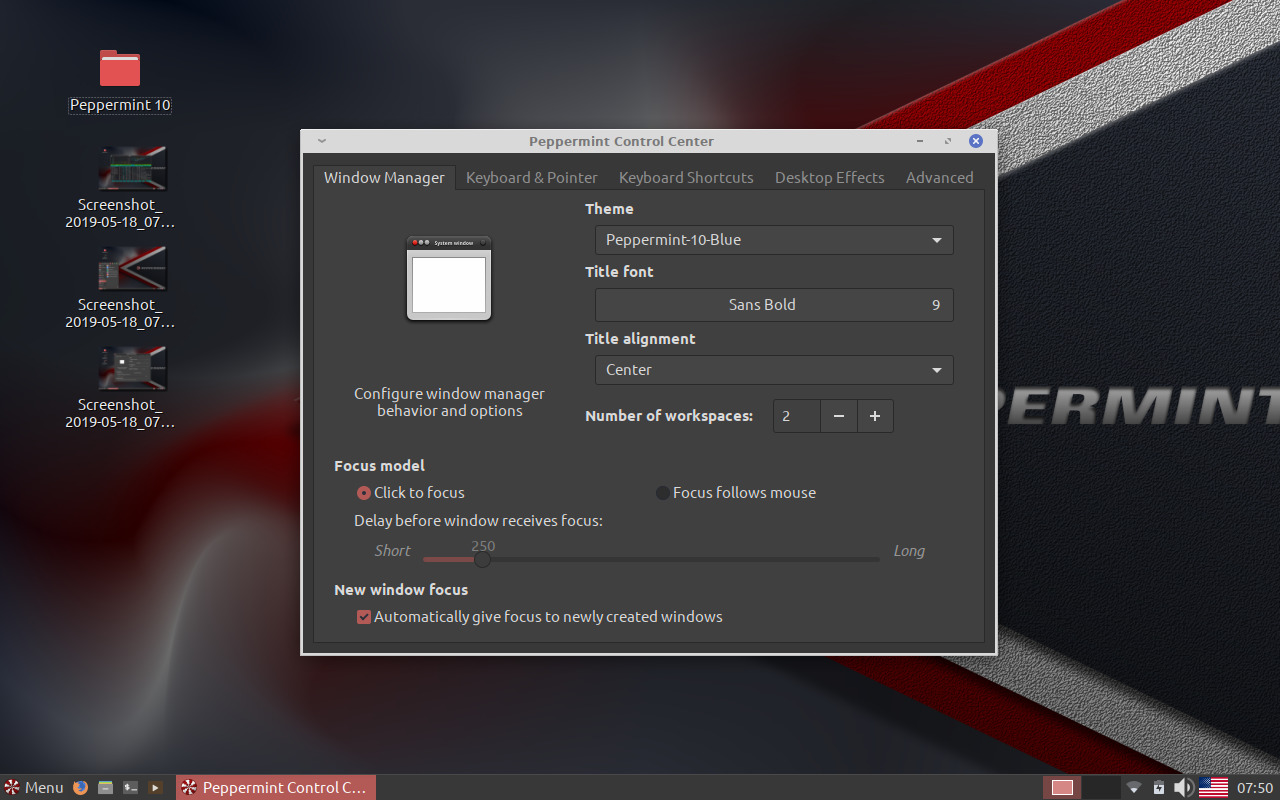 Peppermint 10
Screenshot_
2019-05-18_07...
Screenshot_
2019-05-18_07...
Screenshot_
2019-05-18_07...
Peppermint Control Center
Window Manager
Keyboard & Pointer
Keyboard Shortcuts
Desktop Effects
Advanced
System window
Configure window manager
behavior and options
Theme
Peppermint-10-Blue
Title font
Sans Bold 9
Title alignment
Center
Number of workspaces: 2 − +
Focus model
Click to focus
Focus follows mouse
Delay before window receives focus:
Short
250
Long
New window focus
Automatically give focus to newly created windows
PERMINT
Menu
Peppermint Control C...
07:50